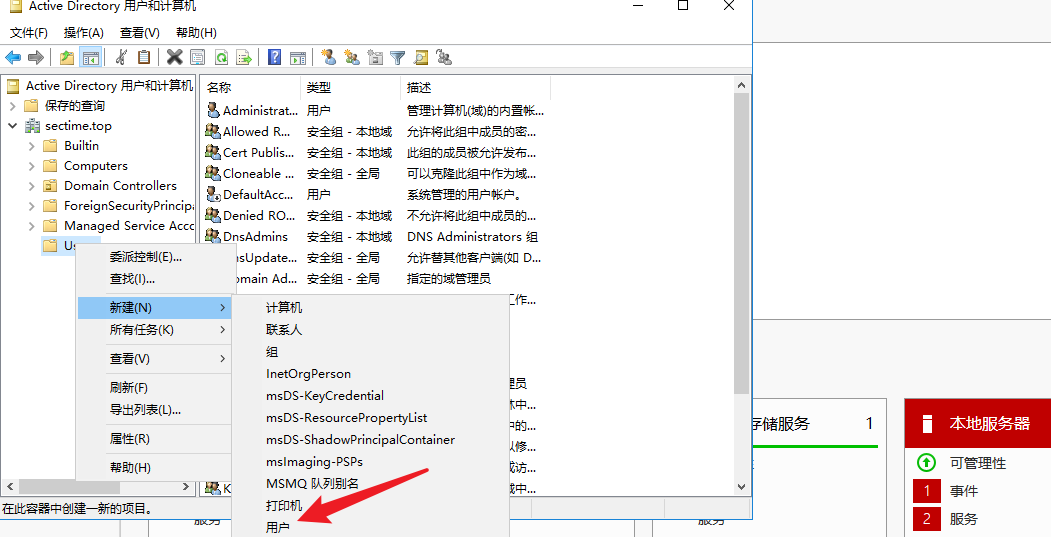 Active Directory 用户和计算机
文件(F) 操作(A) 查看(V) 帮助(H)
Active Directory 用户和计算机
保存的查询
sectime.top
Builtin
Computers
Domain Controllers
ForeignSecurityPrincipa
Managed Service Acco
Us
名称 类型 描述
Administrat... 用户 管理计算机(域)的内置帐...
Allowed R... 安全组 - 本地域 允许将此组中成员的密...
Cert Publis... 安全组 - 本地域 此组的成员被允许发布...
Cloneable ... 安全组 - 全局 可以克隆此组中作为域...
DefaultAcc... 用户 系统管理的用户帐户。
Denied RO... 安全组 - 本地域 不允许将此组中成员的...
DnsAdmins 安全组 - 本地域 DNS Administrators 组
nsUpdate... 安全组 - 全局 允许替其他客户端(如 D...
omain Ad... 安全组 - 全局 指定的域管理员
工作...
理员
林中...
中的...
以修...
成访...
域中...
K
委派控制(E)...
查找(I)...
新建(N)
所有任务(K)
查看(V)
刷新(F)
导出列表(L)...
属性(R)
帮助(H)
计算机
联系人
组
InetOrgPerson
msDS-KeyCredential
msDS-ResourcePropertyList
msDS-ShadowPrincipalContainer
msImaging-PSPs
MSMQ 队列别名
打印机
用户
在此容器中创建一新的项目。
存储服务 1
本地服务器
可管理性
1 事件
2 服务
服务
服务